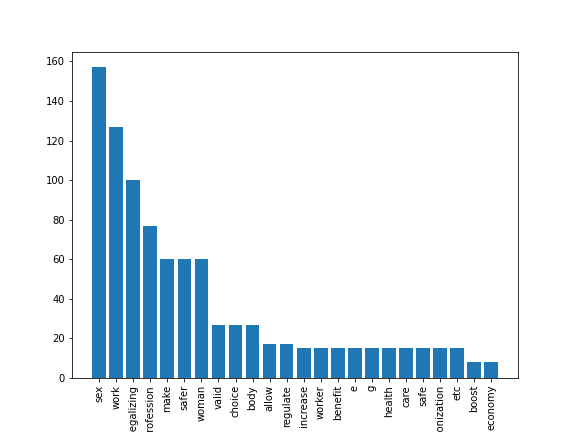 160
140
120
100
80
60
40
20
0
sex
work
egalizing
rofession
make
safer
woman
valid
choice
body
allow
regulate
increase
worker
benefit
e
g
health
care
safe
onization
etc
boost
economy